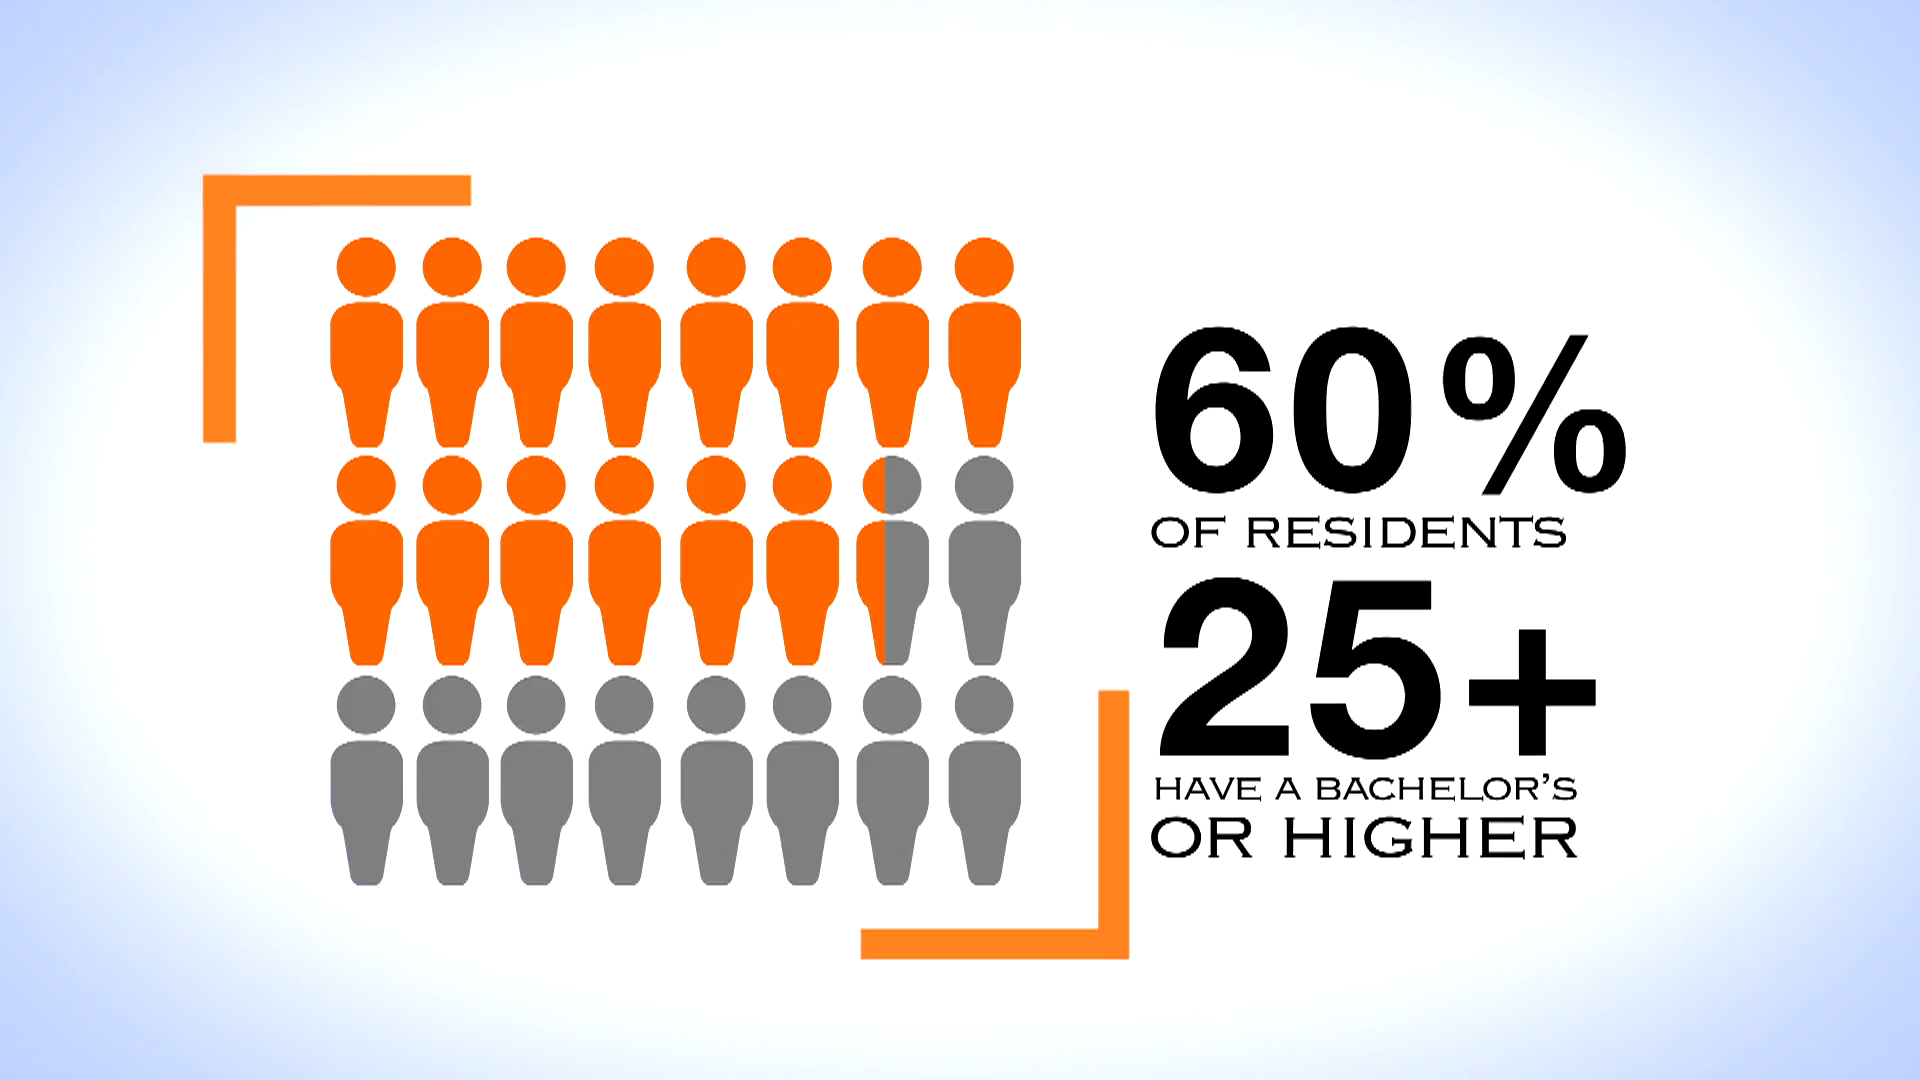 60%
OF RESIDENTS
25+
HAVE A BACHELOR'S
OR HIGHER